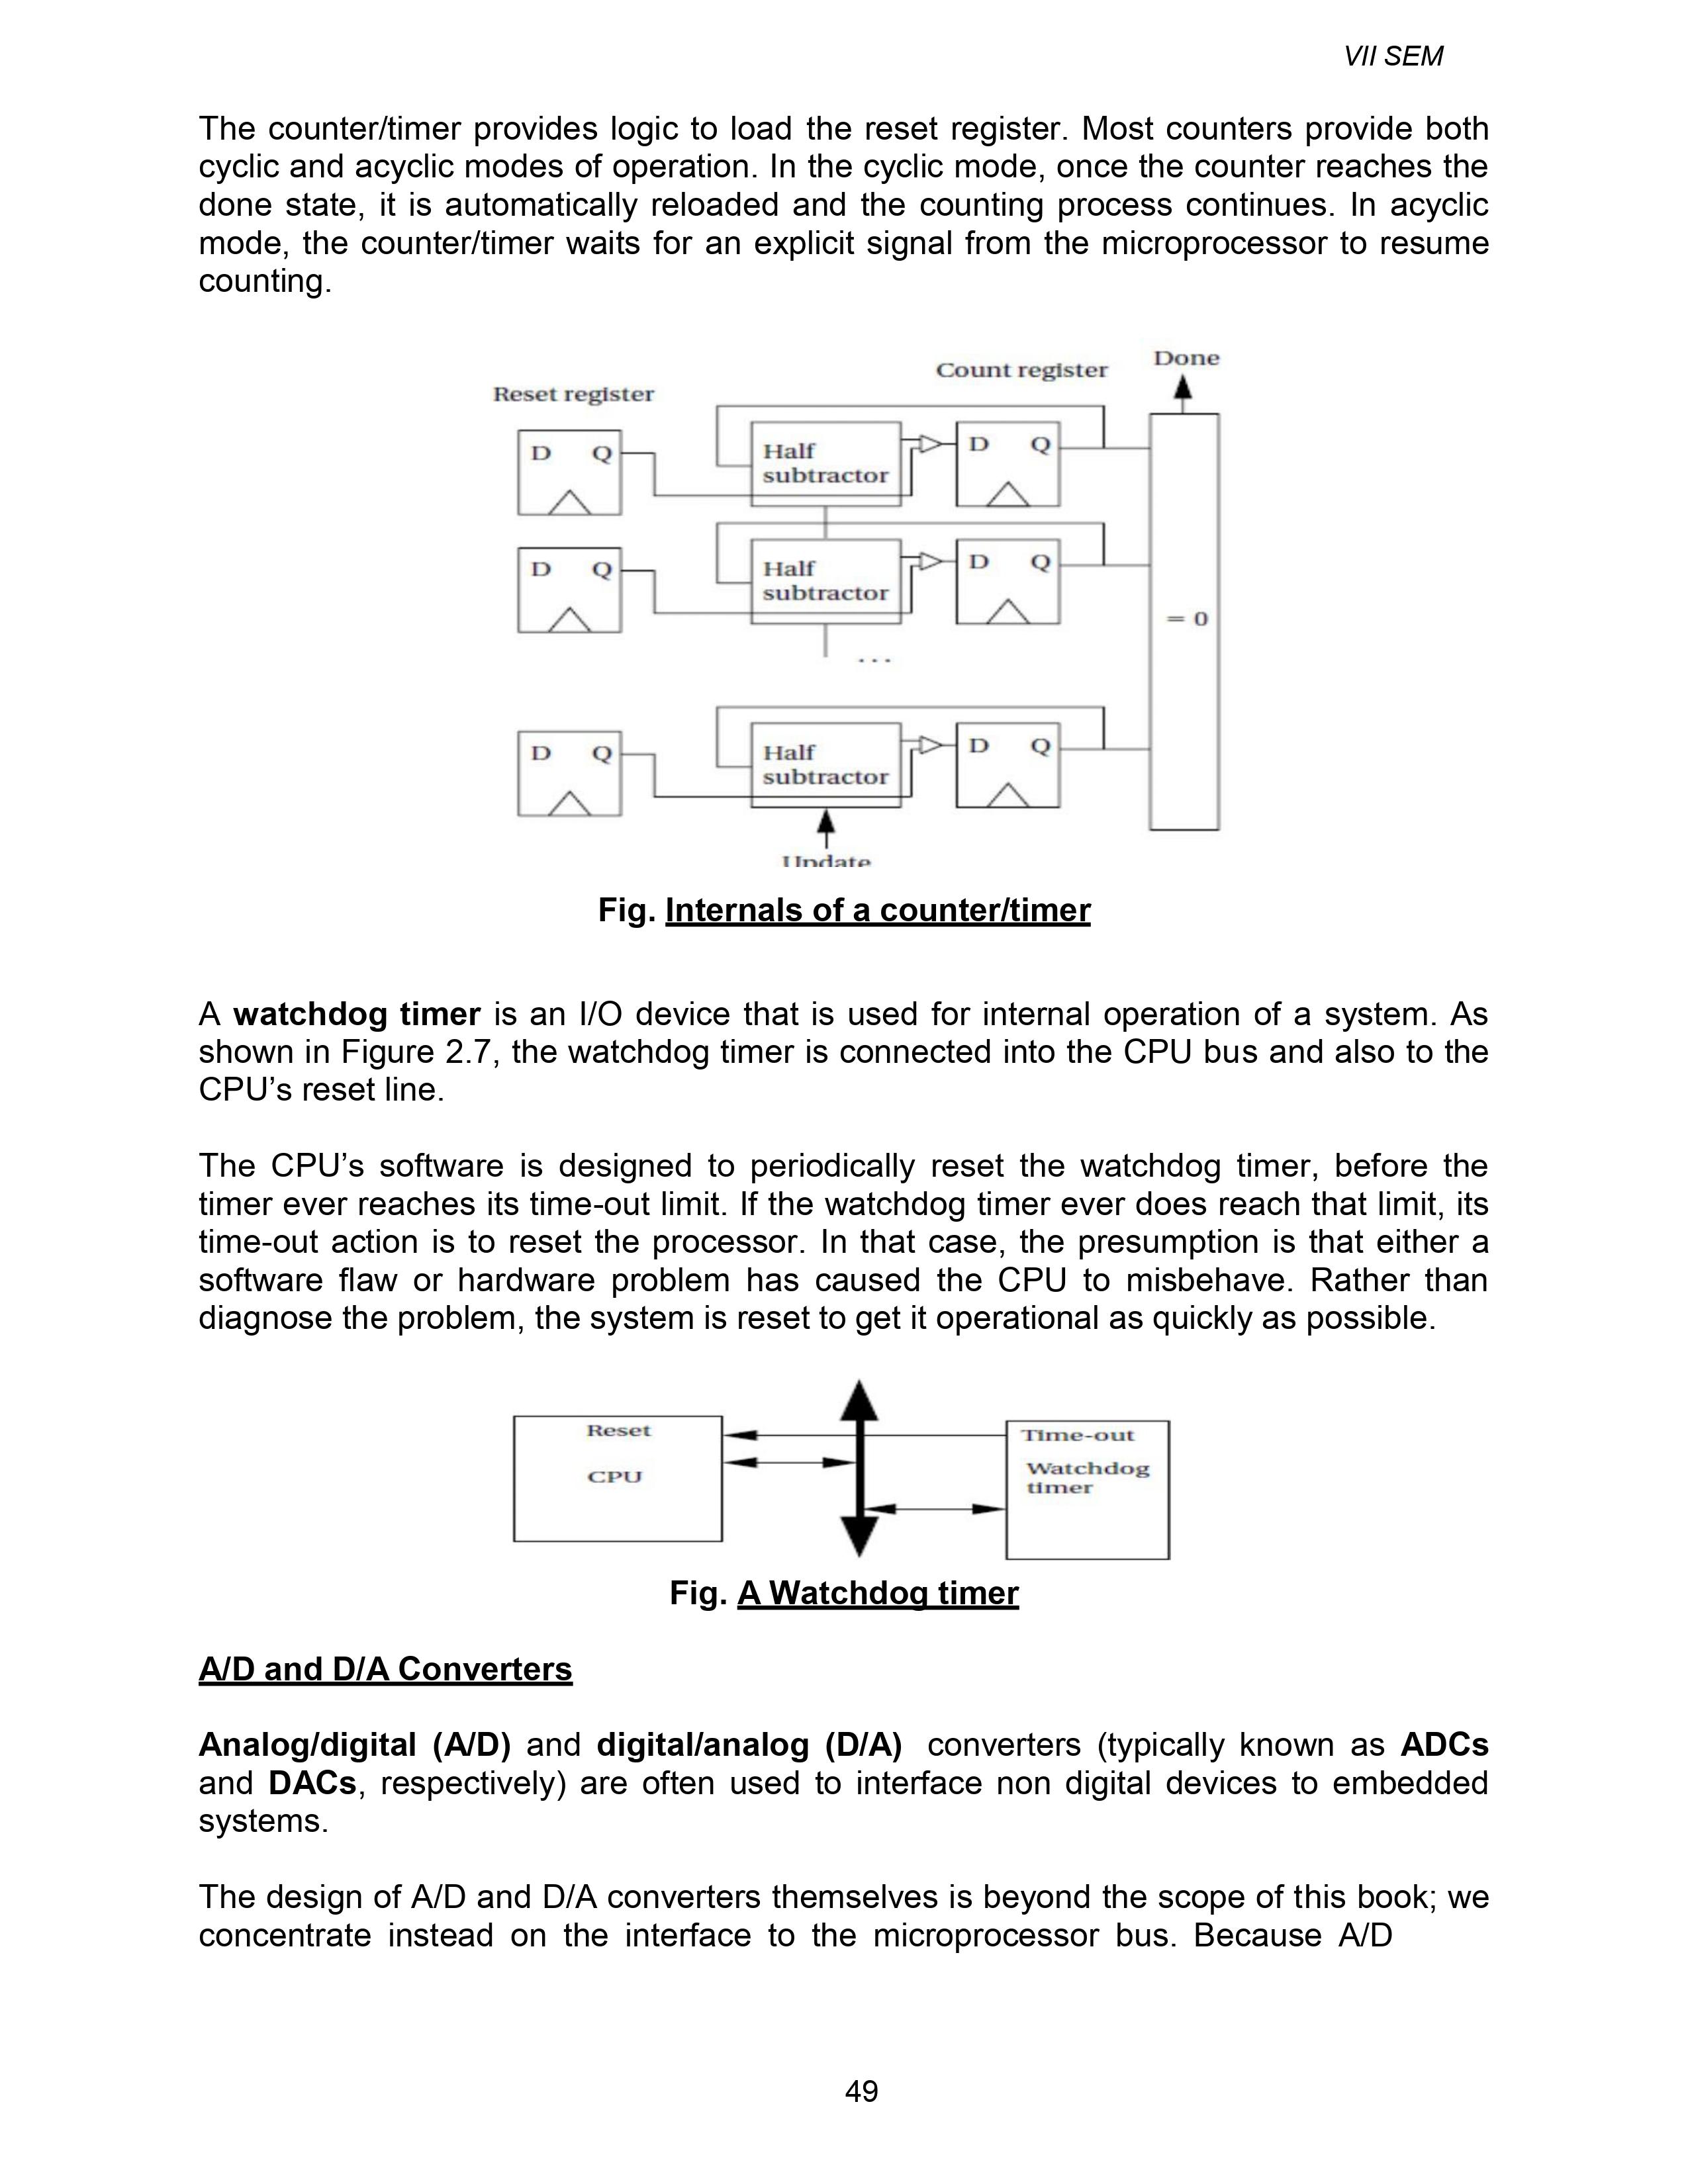 VII SEM
The counter/timer provides logic to load the reset register. Most counters provide both
cyclic and acyclic modes of operation. In the cyclic mode, once the counter reaches the
done state, it is automatically reloaded and the counting process continues. In acyclic
mode, the counter/timer waits for an explicit signal from the microprocessor to resume
counting.
Done
Count register
Reset register
D Q
Half
subtractor
D Q
D Q
Half
subtractor
D Q
= 0
...
D Q
Half
subtractor
D Q
Update
Fig. Internals of a counter/timer
A watchdog timer is an I/O device that is used for internal operation of a system. As
shown in Figure 2.7, the watchdog timer is connected into the CPU bus and also to the
CPU’s reset line.
The CPU’s software is designed to periodically reset the watchdog timer, before the
timer ever reaches its time-out limit. If the watchdog timer ever does reach that limit, its
time-out action is to reset the processor. In that case, the presumption is that either a
software flaw or hardware problem has caused the CPU to misbehave. Rather than
diagnose the problem, the system is reset to get it operational as quickly as possible.
Reset
CPU
Time-out
Watchdog
timer
Fig. A Watchdog timer
A/D and D/A Converters
Analog/digital (A/D) and digital/analog (D/A) converters (typically known as ADCs
and DACs, respectively) are often used to interface non digital devices to embedded
systems.
The design of A/D and D/A converters themselves is beyond the scope of this book; we
concentrate instead on the interface to the microprocessor bus. Because A/D
49